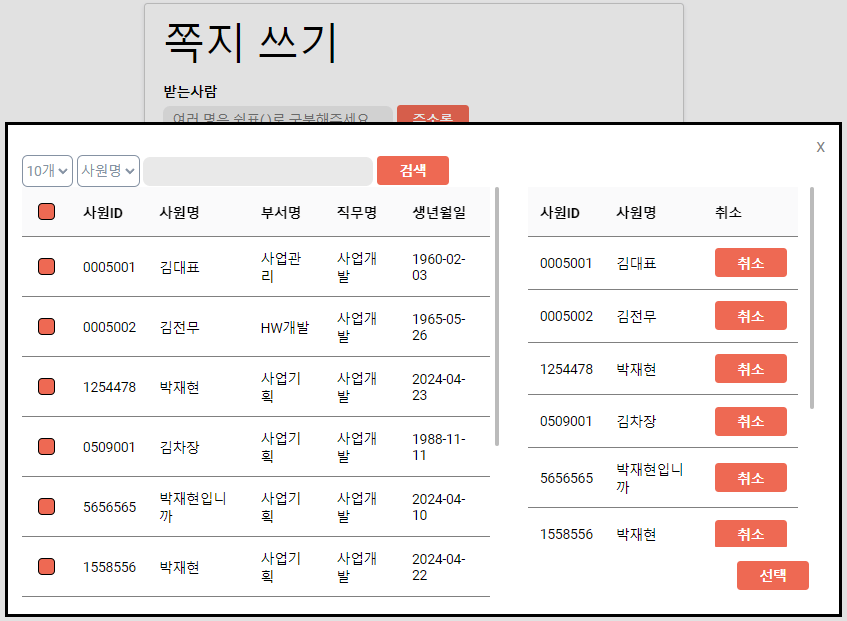 쪽지 쓰기
받는사람
여러 명은 쉼표(,)로 구분해주세요
주소록
X
10개 사원명 검색
사원ID 사원명 부서명 직무명 생년월일
0005001 김대표 사업관리 사업개발 1960-02-03
0005002 김전무 HW개발 사업개발 1965-05-26
1254478 박재현 사업기획 사업개발 2024-04-23
0509001 김차장 사업기획 사업개발 1988-11-11
5656565 박재현입니까 사업기획 사업개발 2024-04-10
1558556 박재현 사업기획 사업개발 2024-04-22
사원ID 사원명 취소
0005001 김대표 취소
0005002 김전무 취소
1254478 박재현 취소
0509001 김차장 취소
5656565 박재현입니까 취소
1558556 박재현 취소
선택